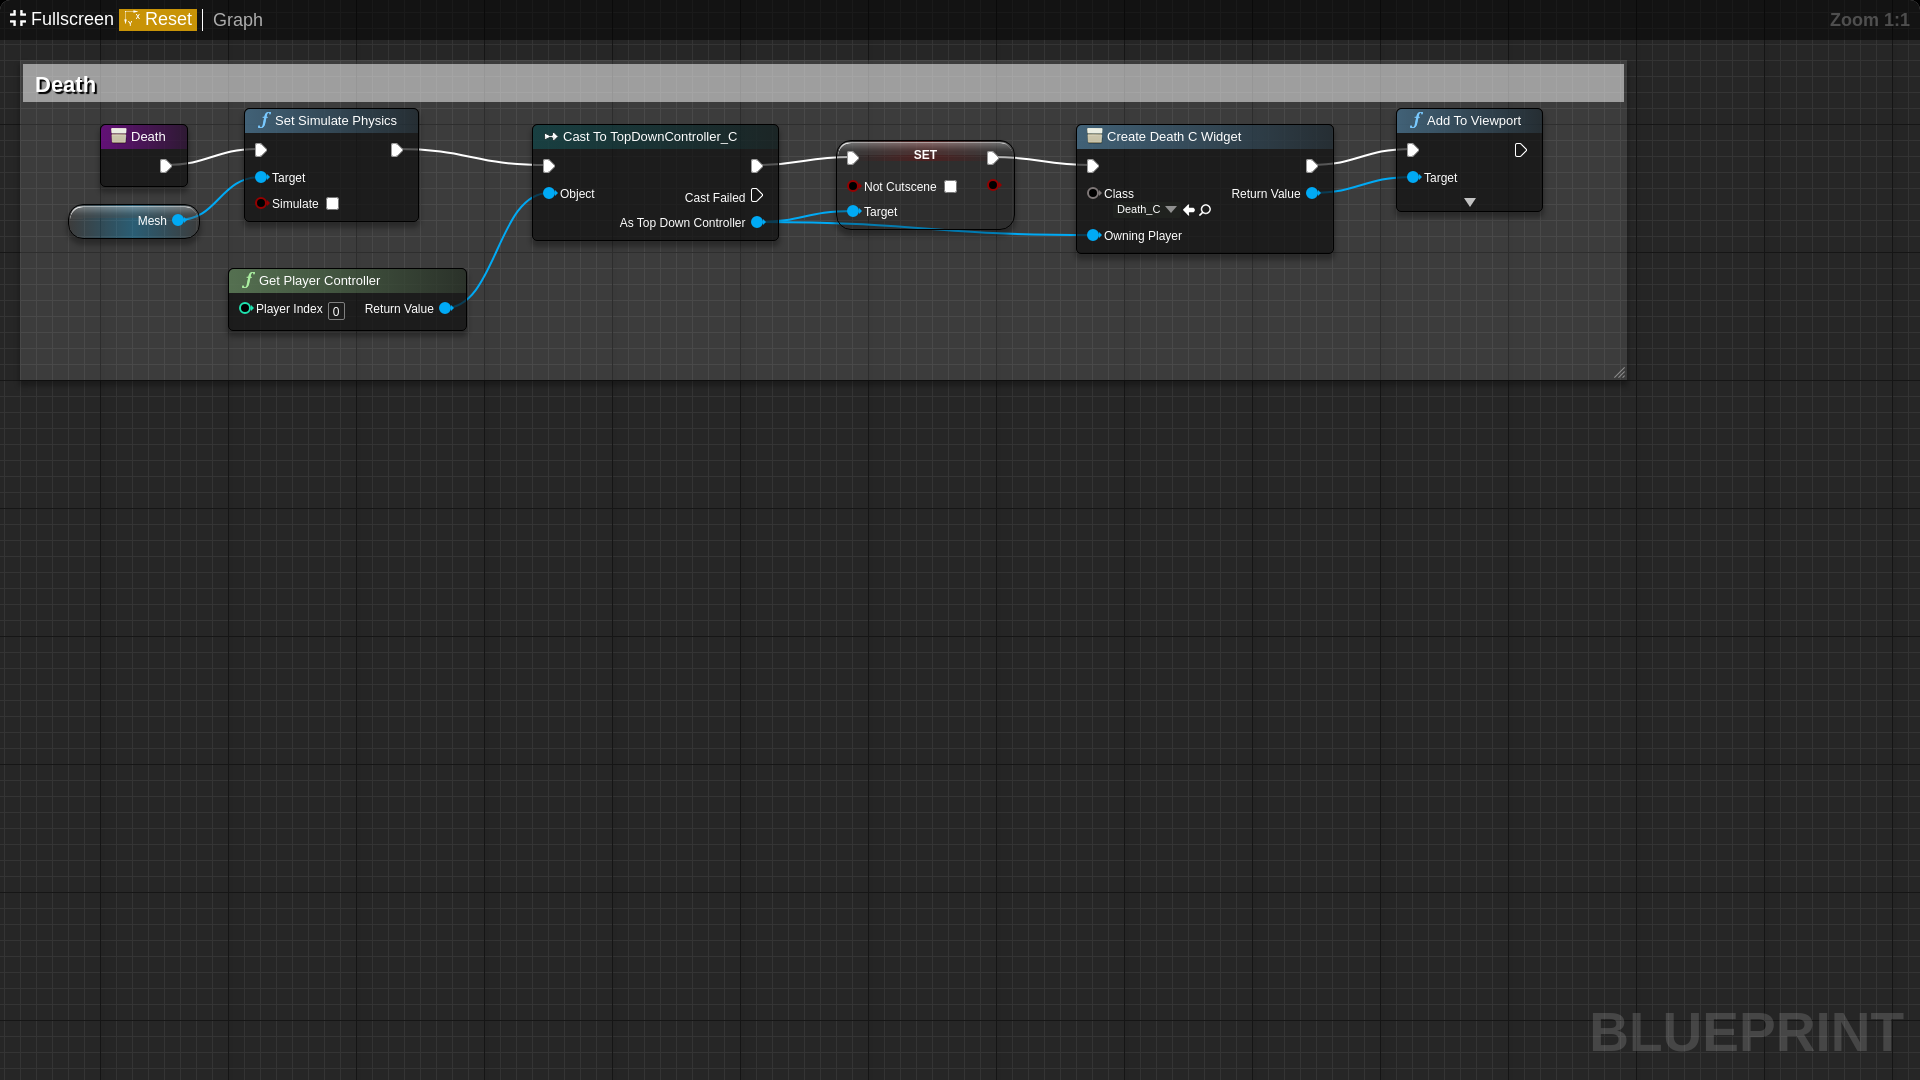 Fullscreen Reset Graph Zoom 1:1
Death
Death
Mesh
Set Simulate Physics
Target
Simulate
Get Player Controller
Player Index 0 Return Value
Cast To TopDownController_C
Object
Cast Failed
As Top Down Controller
SET
Not Cutscene
Target
Create Death C Widget
Class
Death_C
Return Value
Owning Player
Add To Viewport
Target
BLUEPRINT